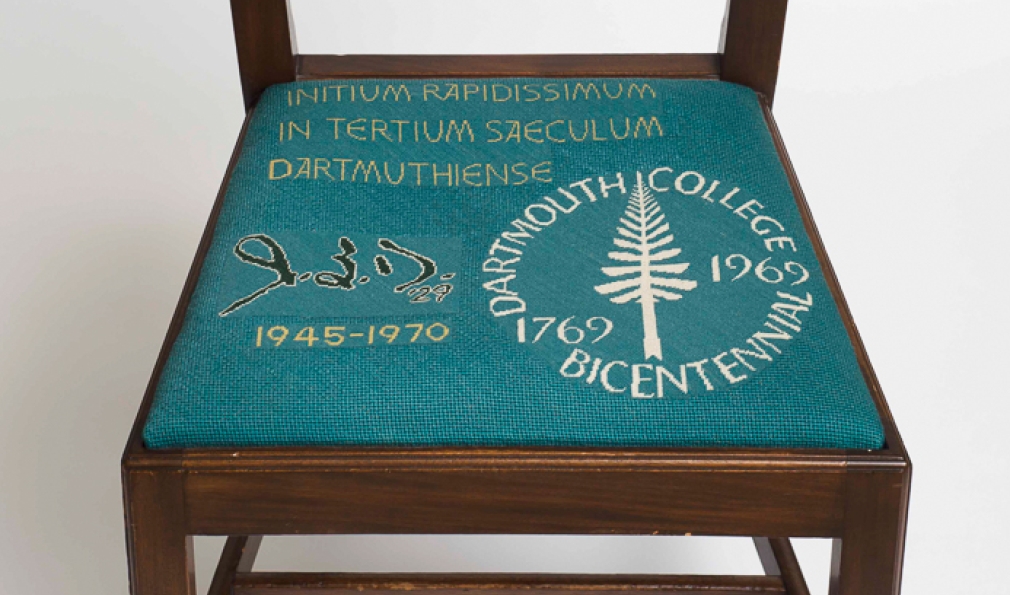 INITIUM RAPIDISSIMUM
IN TERTIUM SAECULUM
DARTMUTHIENSE
DARTMOUTH COLLEGE
1769
1969
BICENTENNIAL
'29
1945-1970